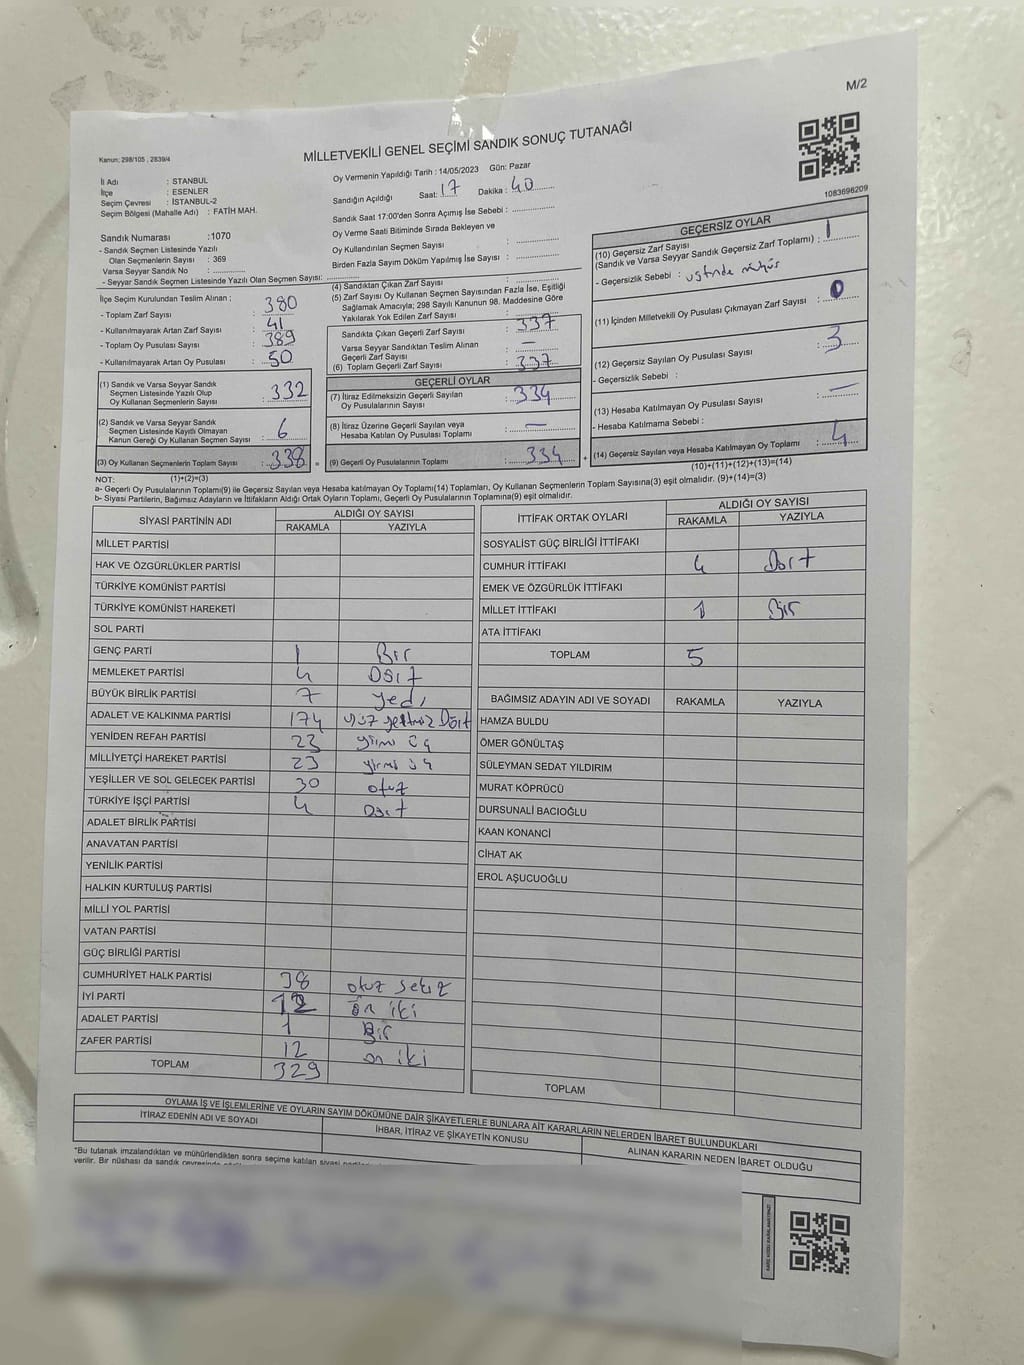 M/2
Kanun: 298/105 , 2839/4
MİLLETVEKİLİ GENEL SEÇİMİ SANDIK SONUÇ TUTANAĞI
1083696209
İl Adı : STANBUL
İlçe : ESENLER
Seçim Çevresi : İSTANBUL-2
Seçim Bölgesi (Mahalle Adı) : FATİH MAH.
Sandık Numarası :1070
- Sandık Seçmen Listesinde Yazılı
Olan Seçmenlerin Sayısı : 369
Varsa Seyyar Sandık No :
- Seyyar Sandık Seçmen Listesinde Yazılı Olan Seçmen Sayısı:
Oy Vermenin Yapıldığı Tarih : 14/05/2023 Gün: Pazar
Sandığın Açıldığı Saat: 17 Dakika : 40
Sandık Saat 17:00'den Sonra Açımış İse Sebebi :
Oy Verme Saati Bitiminde Sırada Bekleyen ve
Oy Kullandırılan Seçmen Sayısı :
Birden Fazla Sayım Döküm Yapılmış İse Sayısı :
İlçe Seçim Kurulundan Teslim Alınan ;
- Toplam Zarf Sayısı : 380
- Kullanılmayarak Artan Zarf Sayısı : 41
- Toplam Oy Pusulası Sayısı : 389
- Kullanılmayarak Artan Oy Pusulası : 50
(1) Sandık ve Varsa Seyyar Sandık
Seçmen Listesinde Yazılı Olup
Oy Kullanan Seçmenlerin Sayısı : 332
(2) Sandık ve Varsa Seyyar Sandık
Seçmen Listesinde Kayıtlı Olmayan
Kanun Gereği Oy Kullanan Seçmen Sayısı : 6
(3) Oy Kullanan Seçmenlerin Toplam Sayısı : 338
(4) Sandıktan Çıkan Zarf Sayısı :
(5) Zarf Sayısı Oy Kullanan Seçmen Sayısından Fazla İse, Eşitliği
Sağlamak Amacıyla; 298 Sayılı Kanunun 98. Maddesine Göre
Yakılarak Yok Edilen Zarf Sayısı :
Sandıkta Çıkan Geçerli Zarf Sayısı : 337
Varsa Seyyar Sandıktan Teslim Alınan
Geçerli Zarf Sayısı : —
(6) Toplam Geçerli Zarf Sayısı : 337
GEÇERLİ OYLAR
(7) İtiraz Edilmeksizin Geçerli Sayılan
Oy Pusulalarının Sayısı : 334
(8) İtiraz Üzerine Geçerli Sayılan veya
Hesaba Katılan Oy Pusulası Toplamı : —
= (9) Geçerli Oy Pusulalarının Toplamı : 334
GEÇERSİZ OYLAR
(10) Geçersiz Zarf Sayısı
(Sandık ve Varsa Seyyar Sandık Geçersiz Zarf Toplamı) : 1
- Geçersizlik Sebebi : üstünde mühür
(11) İçinden Milletvekili Oy Pusulası Çıkmayan Zarf Sayısı : 0
(12) Geçersiz Sayılan Oy Pusulası Sayısı : 3
- Geçersizlik Sebebi :
(13) Hesaba Katılmayan Oy Pusulası Sayısı : —
- Hesaba Katılmama Sebebi :
+ (14) Geçersiz Sayılan veya Hesaba Katılmayan Oy Toplamı : 4
(10)+(11)+(12)+(13)=(14)
NOT: (1)+(2)=(3)
a- Geçerli Oy Pusulalarının Toplamı(9) ile Geçersiz Sayılan veya Hesaba katılmayan Oy Toplamı(14) Toplamları, Oy Kullanan Seçmenlerin Toplam Sayısına(3) eşit olmalıdır. (9)+(14)=(3)
b- Siyasi Partilerin, Bağımsız Adayların ve İttifakların Aldığı Ortak Oyların Toplamı, Geçerli Oy Pusulalarının Toplamına(9) eşit olmalıdır.
SİYASİ PARTİNİN ADI ALDIĞI OY SAYISI
RAKAMLA YAZIYLA
MİLLET PARTİSİ
HAK VE ÖZGÜRLÜKLER PARTİSİ
TÜRKİYE KOMÜNİST PARTİSİ
TÜRKİYE KOMÜNİST HAREKETİ
SOL PARTİ
GENÇ PARTİ 1 Bir
MEMLEKET PARTİSİ 4 Dört
BÜYÜK BİRLİK PARTİSİ 7 yedi
ADALET VE KALKINMA PARTİSİ 174 yüz yetmiş Dört
YENİDEN REFAH PARTİSİ 23 yirmi üç
MİLLİYETÇİ HAREKET PARTİSİ 23 yirmi üç
YEŞİLLER VE SOL GELECEK PARTİSİ 30 otuz
TÜRKİYE İŞÇİ PARTİSİ 4 Dört
ADALET BİRLİK PARTİSİ
ANAVATAN PARTİSİ
YENİLİK PARTİSİ
HALKIN KURTULUŞ PARTİSİ
MİLLİ YOL PARTİSİ
VATAN PARTİSİ
GÜÇ BİRLİĞİ PARTİSİ
CUMHURİYET HALK PARTİSİ 38 otuz sekiz
İYİ PARTİ 12 on iki
ADALET PARTİSİ 1 Bir
ZAFER PARTİSİ 12 on iki
TOPLAM 329
İTTİFAK ORTAK OYLARI ALDIĞI OY SAYISI
RAKAMLA YAZIYLA
SOSYALİST GÜÇ BİRLİĞİ İTTİFAKI
CUMHUR İTTİFAKI 4 Dört
EMEK VE ÖZGÜRLÜK İTTİFAKI
MİLLET İTTİFAKI 1 Bir
ATA İTTİFAKI
TOPLAM 5
BAĞIMSIZ ADAYIN ADI VE SOYADI RAKAMLA YAZIYLA
HAMZA BULDU
ÖMER GÖNÜLTAŞ
SÜLEYMAN SEDAT YILDIRIM
MURAT KÖPRÜCÜ
DURSUNALİ BACIOĞLU
KAAN KONANCİ
CİHAT AK
EROL AŞUCUOĞLU
TOPLAM
OYLAMA İŞ VE İŞLEMLERİNE VE OYLARIN SAYIM DÖKÜMÜNE DAİR ŞİKAYETLERLE BUNLARA AİT KARARLARIN NELERDEN İBARET BULUNDUKLARI
İTİRAZ EDENİN ADI VE SOYADI İHBAR, İTİRAZ VE ŞİKAYETİN KONUSU ALINAN KARARIN NEDEN İBARET OLDUĞU
*Bu tutanak imzalandıktan ve mühürlendikten sonra seçime katılan siyasi
verilir. Bir nüshası da sandık çevresinde